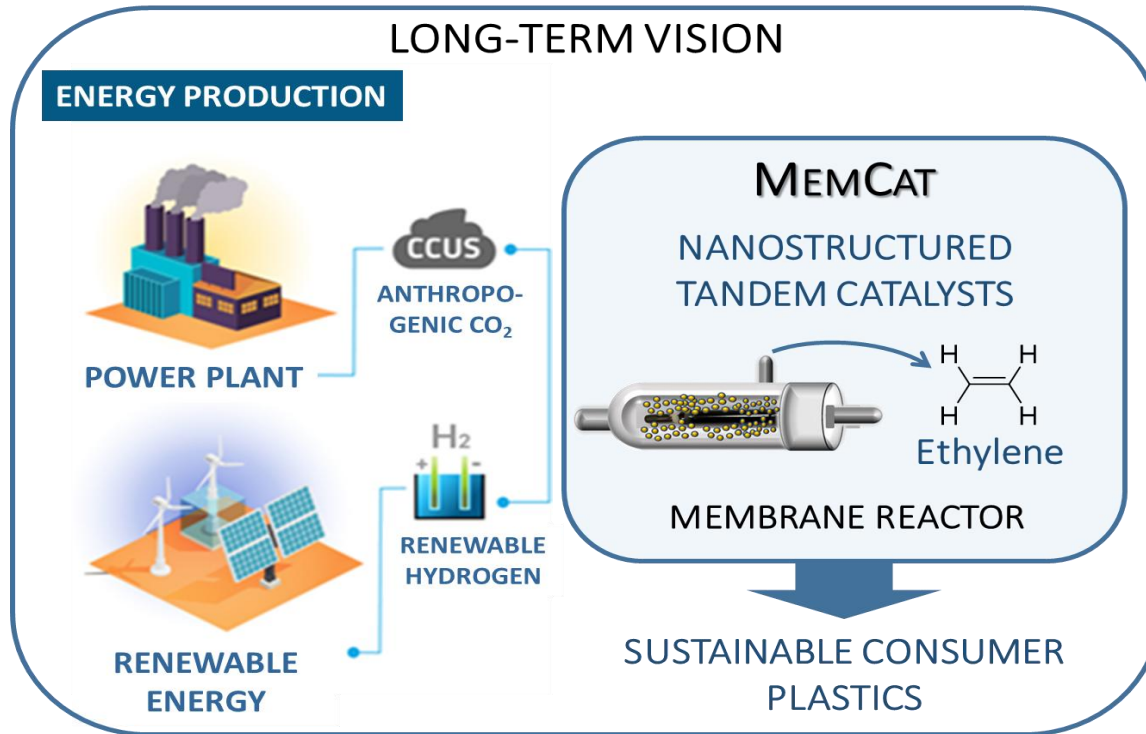 LONG-TERM VISION
ENERGY PRODUCTION
POWER PLANT
CCUS
ANTHROPO-
GENIC CO₂
H₂
+ -
RENEWABLE
HYDROGEN
RENEWABLE
ENERGY
MEMCAT
NANOSTRUCTURED
TANDEM CATALYSTS
H H
H H
Ethylene
MEMBRANE REACTOR
SUSTAINABLE CONSUMER
PLASTICS